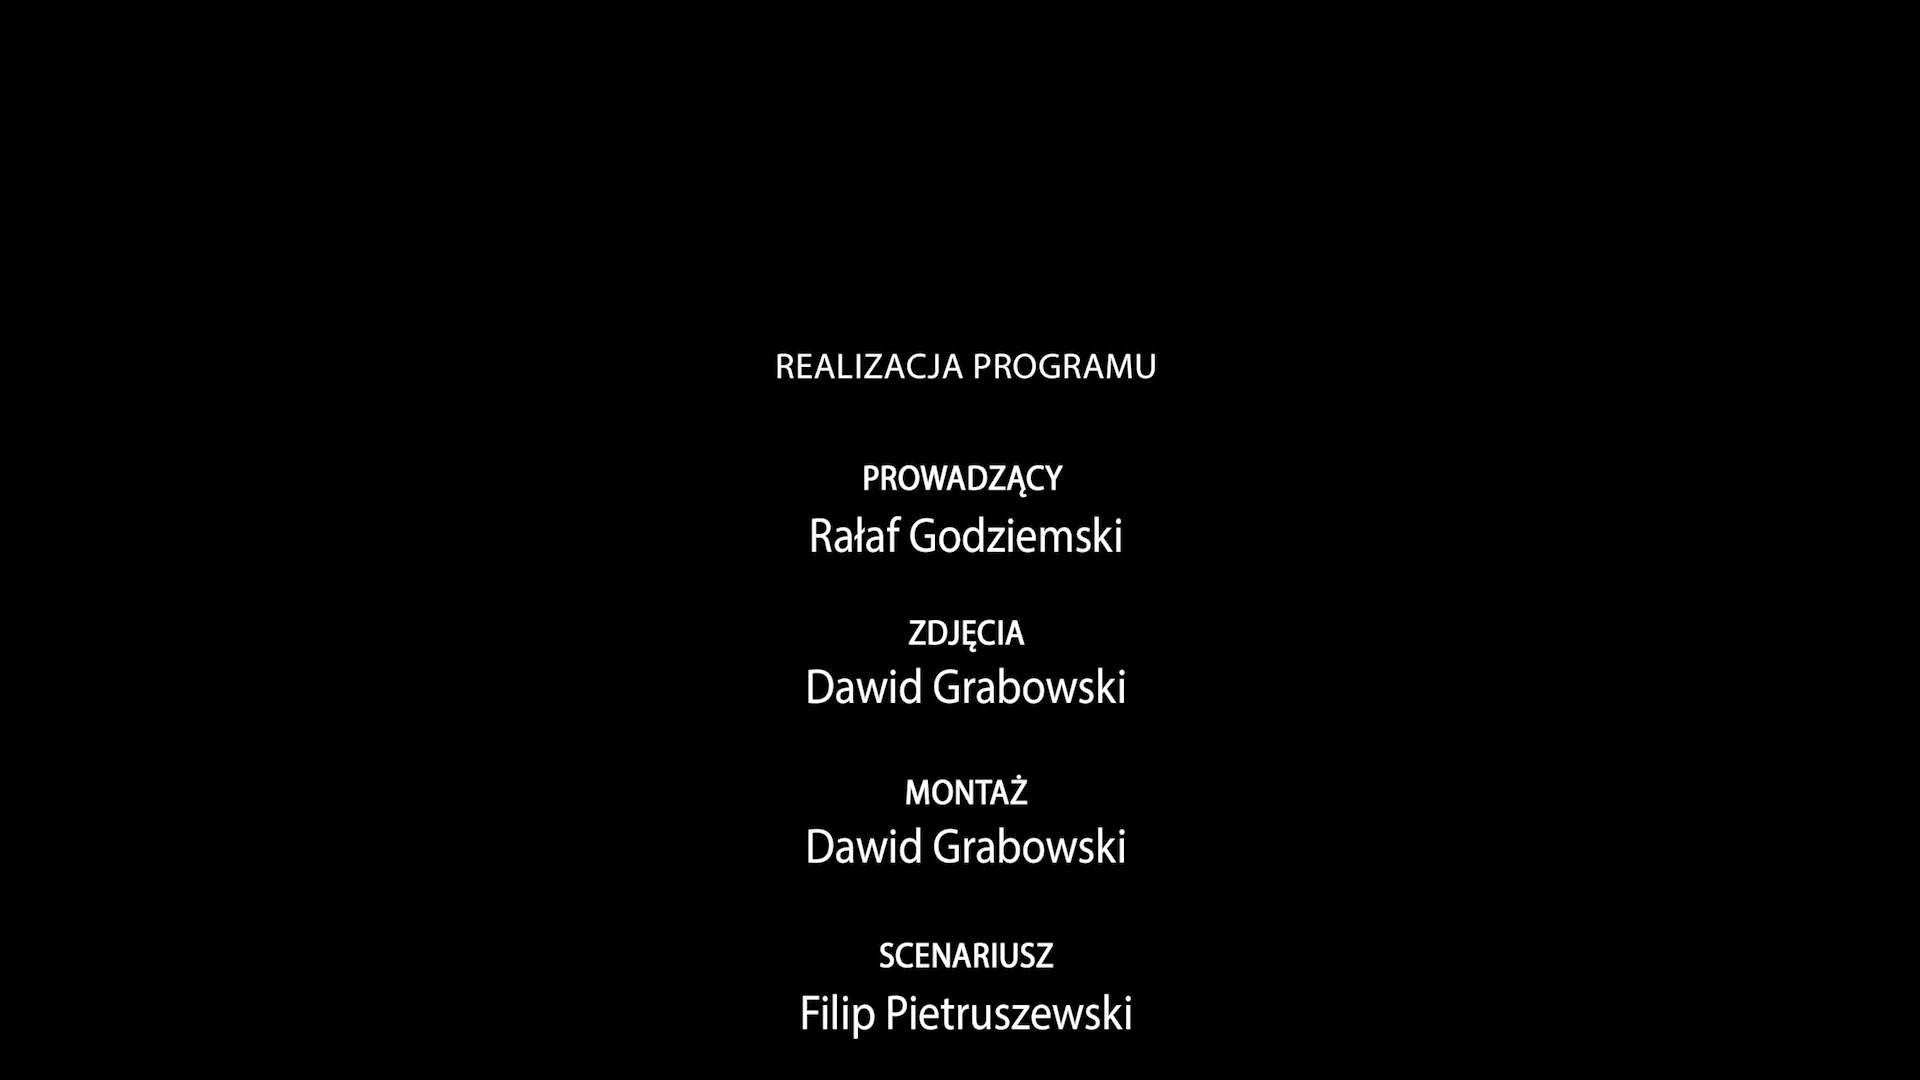 REALIZACJA PROGRAMU
PROWADZĄCY
Rałaf Godziemski
ZDJĘCIA
Dawid Grabowski
MONTAŻ
Dawid Grabowski
SCENARIUSZ
Filip Pietruszewski